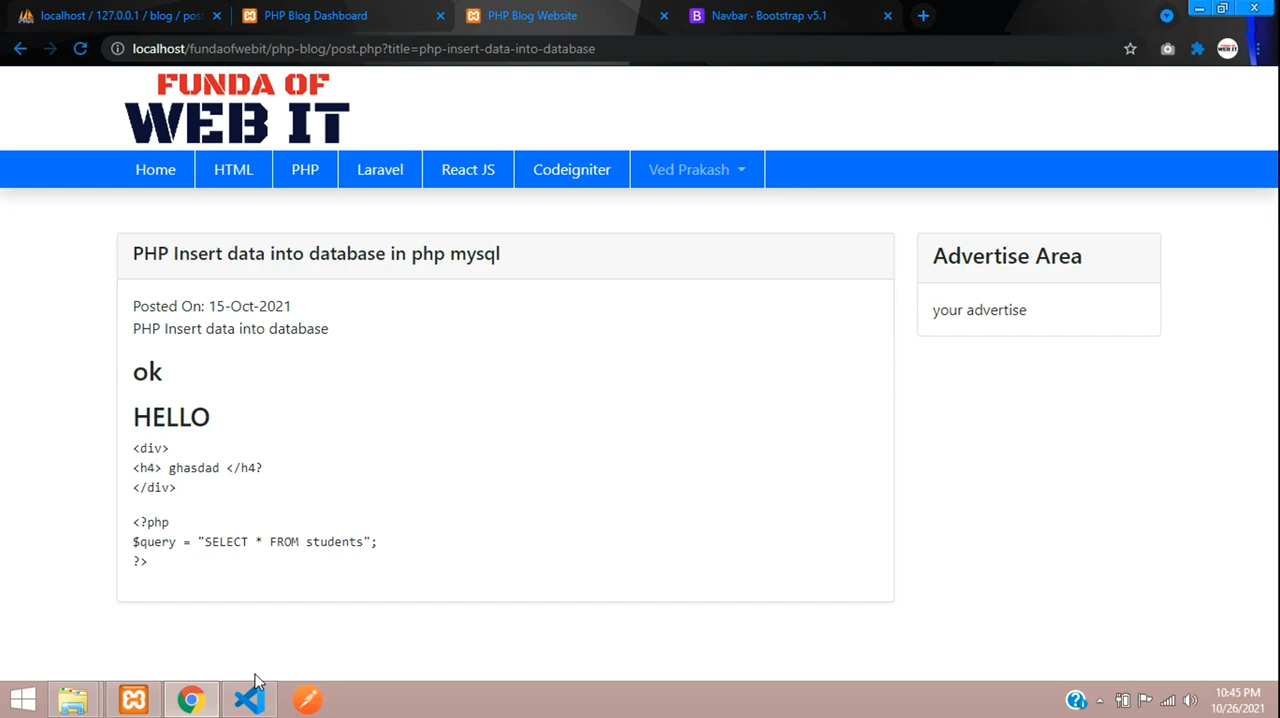 localhost / 127.0.0.1 / blog / post
PHP Blog Dashboard
PHP Blog Website
B Navbar · Bootstrap v5.1
localhost/fundaofwebit/php-blog/post.php?title=php-insert-data-into-database
FUNDA OF
WEB IT
Home HTML PHP Laravel React JS Codeigniter Ved Prakash
PHP Insert data into database in php mysql
Advertise Area
Posted On: 15-Oct-2021
your advertise
PHP Insert data into database
ok
HELLO
<div>
<h4> ghasdad </h4?
</div>
<?php
$query = "SELECT * FROM students";
?>
10:45 PM
10/26/2021